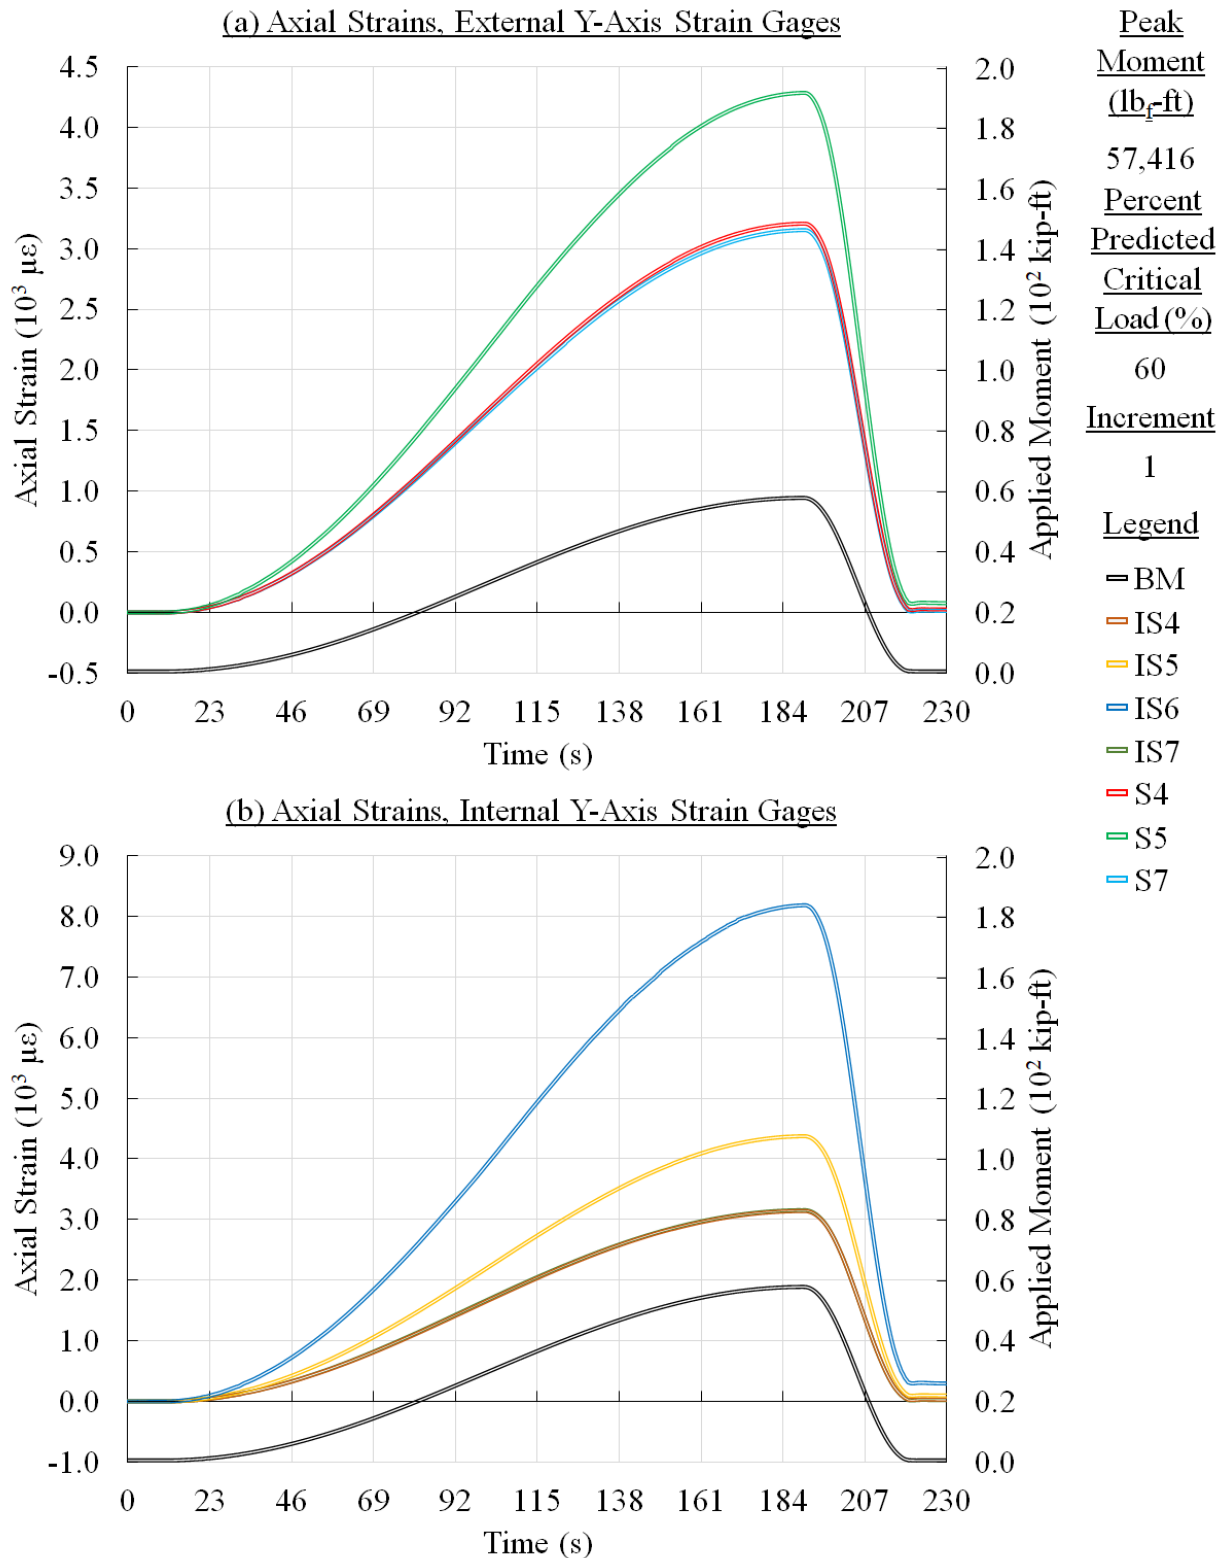 (a) Axial Strains, External Y-Axis Strain Gages
4.5
4.0
3.5
3.0
2.5
2.0
1.5
1.0
0.5
0.0
-0.5
Axial Strain (10³ με)
2.0
1.8
1.6
1.4
1.2
1.0
0.8
0.6
0.4
0.2
0.0
Applied Moment (10² kip-ft)
0 23 46 69 92 115 138 161 184 207 230
Time (s)
(b) Axial Strains, Internal Y-Axis Strain Gages
9.0
8.0
7.0
6.0
5.0
4.0
3.0
2.0
1.0
0.0
-1.0
Axial Strain (10³ με)
2.0
1.8
1.6
1.4
1.2
1.0
0.8
0.6
0.4
0.2
0.0
Applied Moment (10² kip-ft)
0 23 46 69 92 115 138 161 184 207 230
Time (s)
Peak
Moment
(lbf-ft)
57,416
Percent
Predicted
Critical
Load (%)
60
Increment
1
Legend
BM
IS4
IS5
IS6
IS7
S4
S5
S7